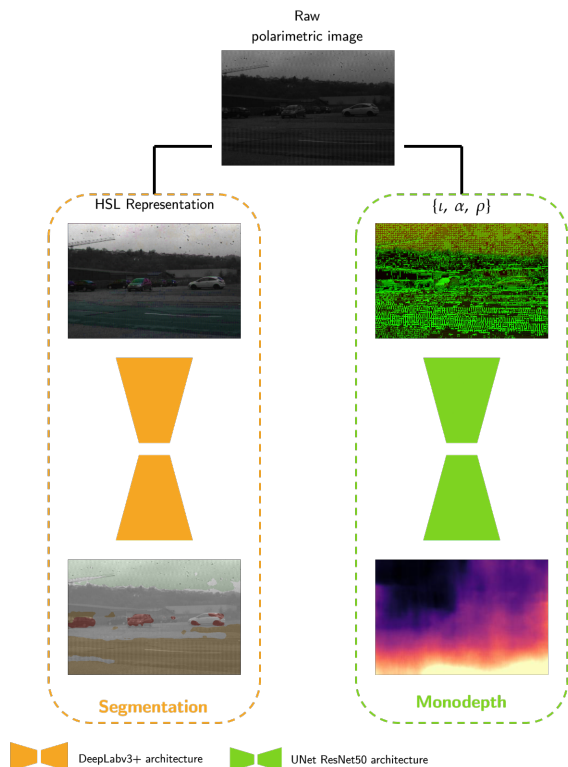 Raw
polarimetric image
HSL Representation
{ι, α, ρ}
Segmentation
Monodepth
DeepLabv3+ architecture
UNet ResNet50 architecture